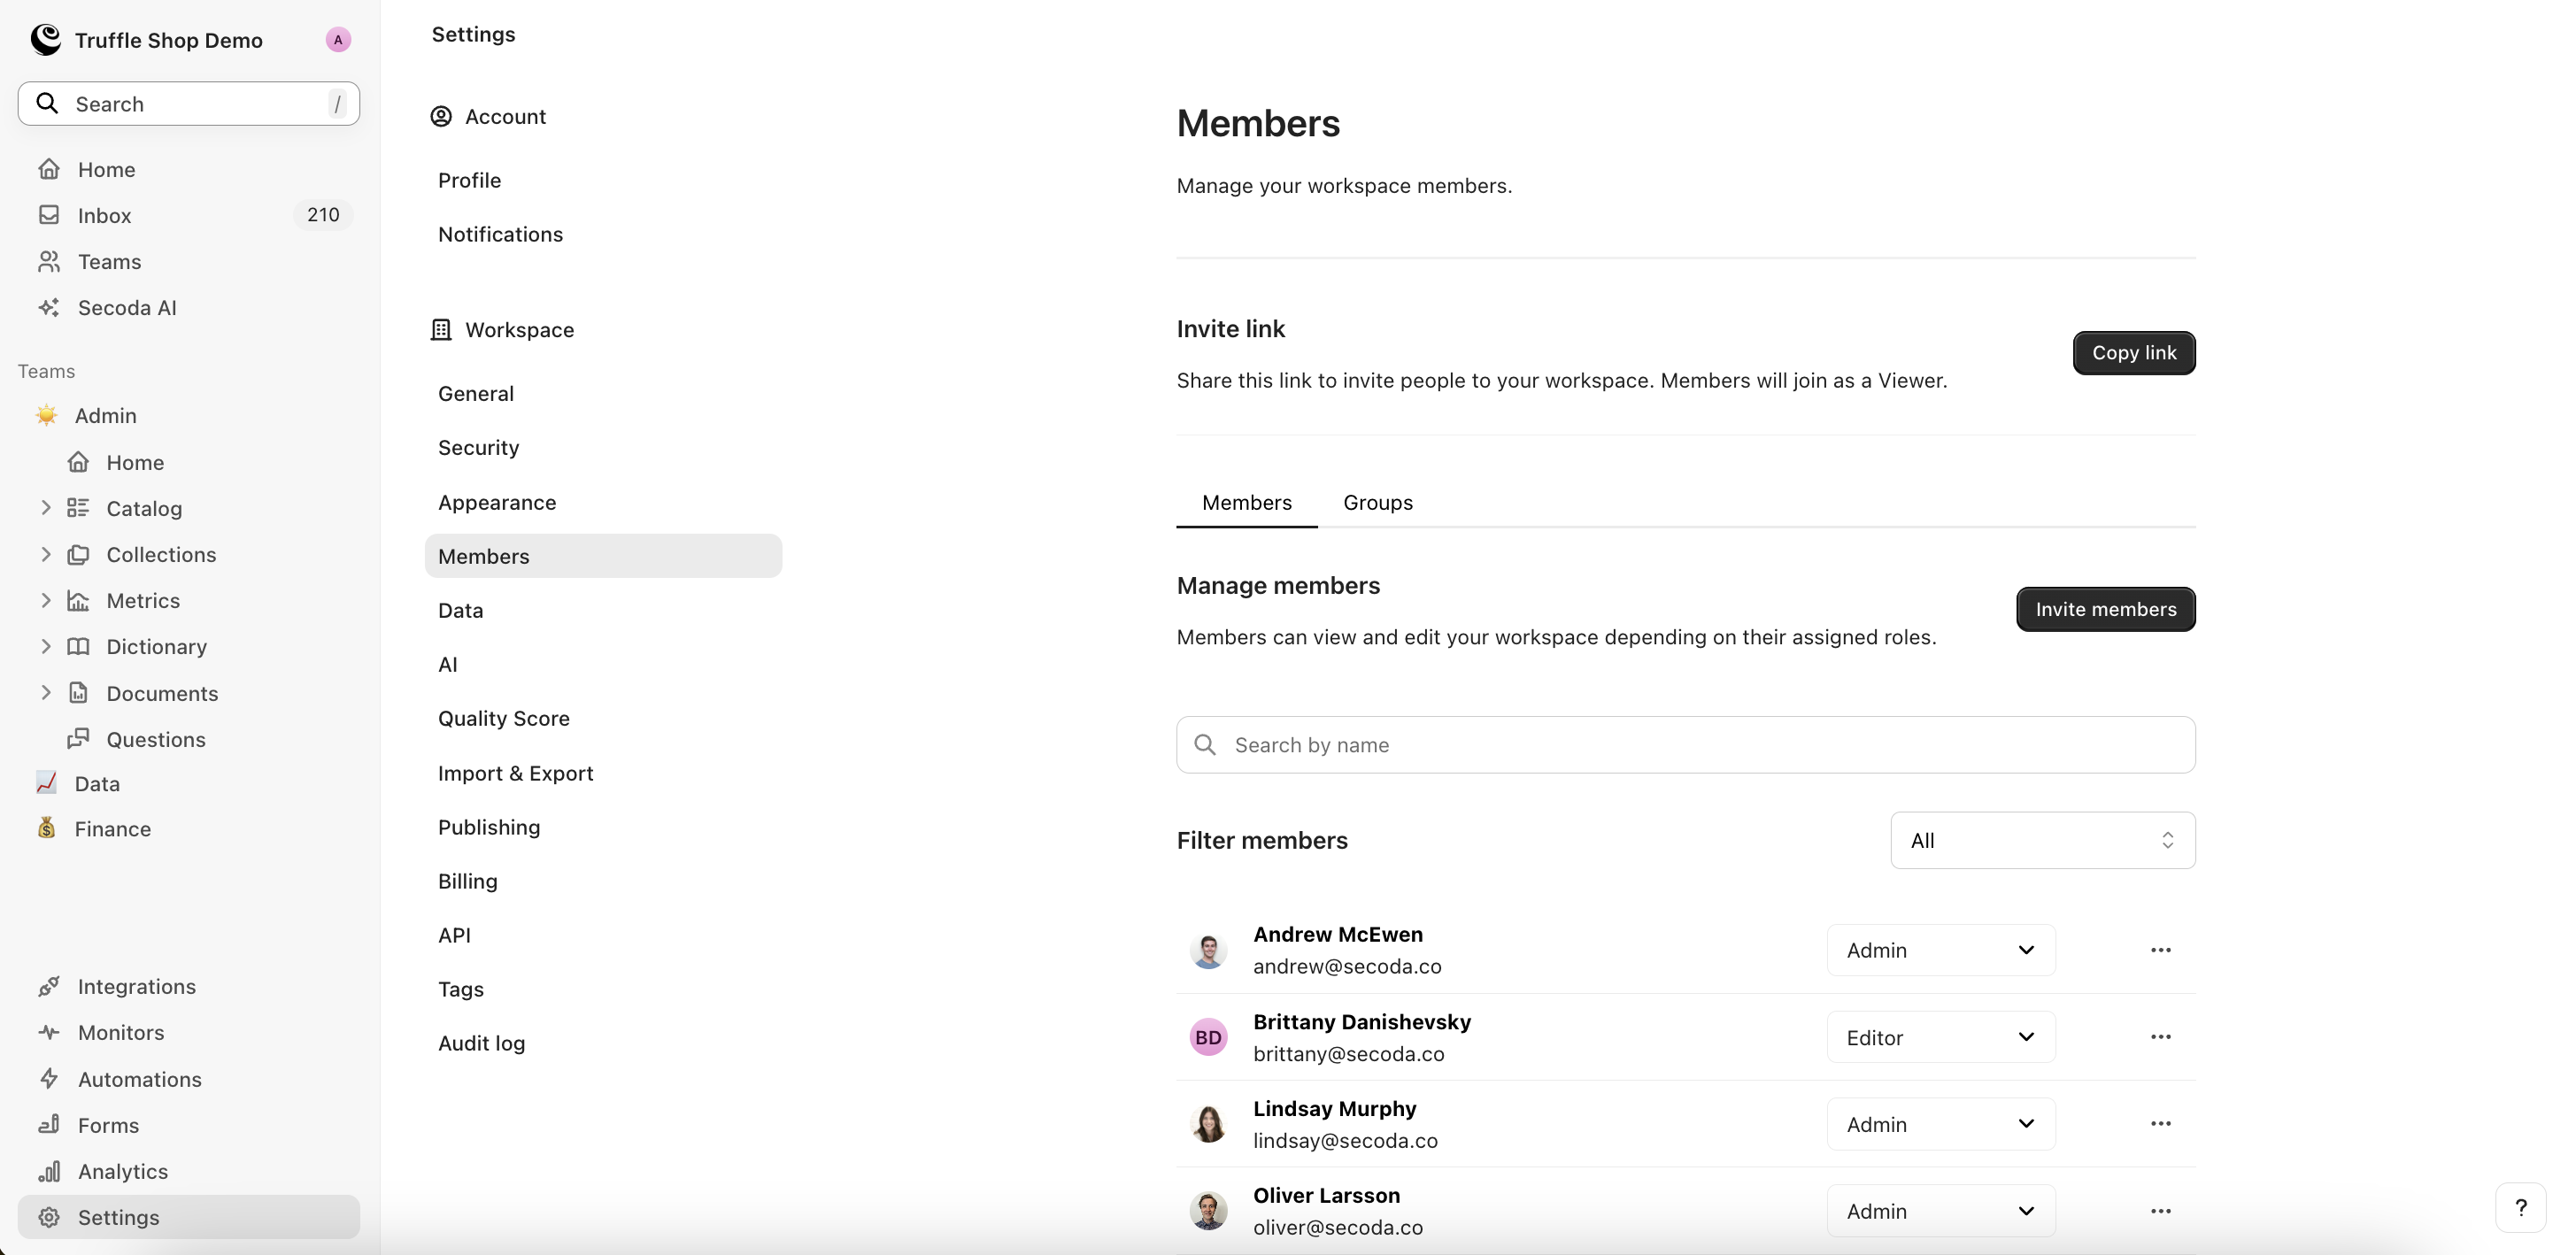 Truffle Shop Demo
A
Search
/
Home
Inbox
210
Teams
Secoda AI
Teams
Admin
Home
Catalog
Collections
Metrics
Dictionary
Documents
Questions
Data
Finance
Integrations
Monitors
Automations
Forms
Analytics
Settings
Settings
Account
Profile
Notifications
Workspace
General
Security
Appearance
Members
Data
AI
Quality Score
Import & Export
Publishing
Billing
API
Tags
Audit log
Members
Manage your workspace members.
Invite link
Share this link to invite people to your workspace. Members will join as a Viewer.
Copy link
Members
Groups
Manage members
Members can view and edit your workspace depending on their assigned roles.
Invite members
Search by name
Filter members
All
Andrew McEwen
andrew@secoda.co
Admin
BD
Brittany Danishevsky
brittany@secoda.co
Editor
Lindsay Murphy
lindsay@secoda.co
Admin
Oliver Larsson
oliver@secoda.co
Admin
?